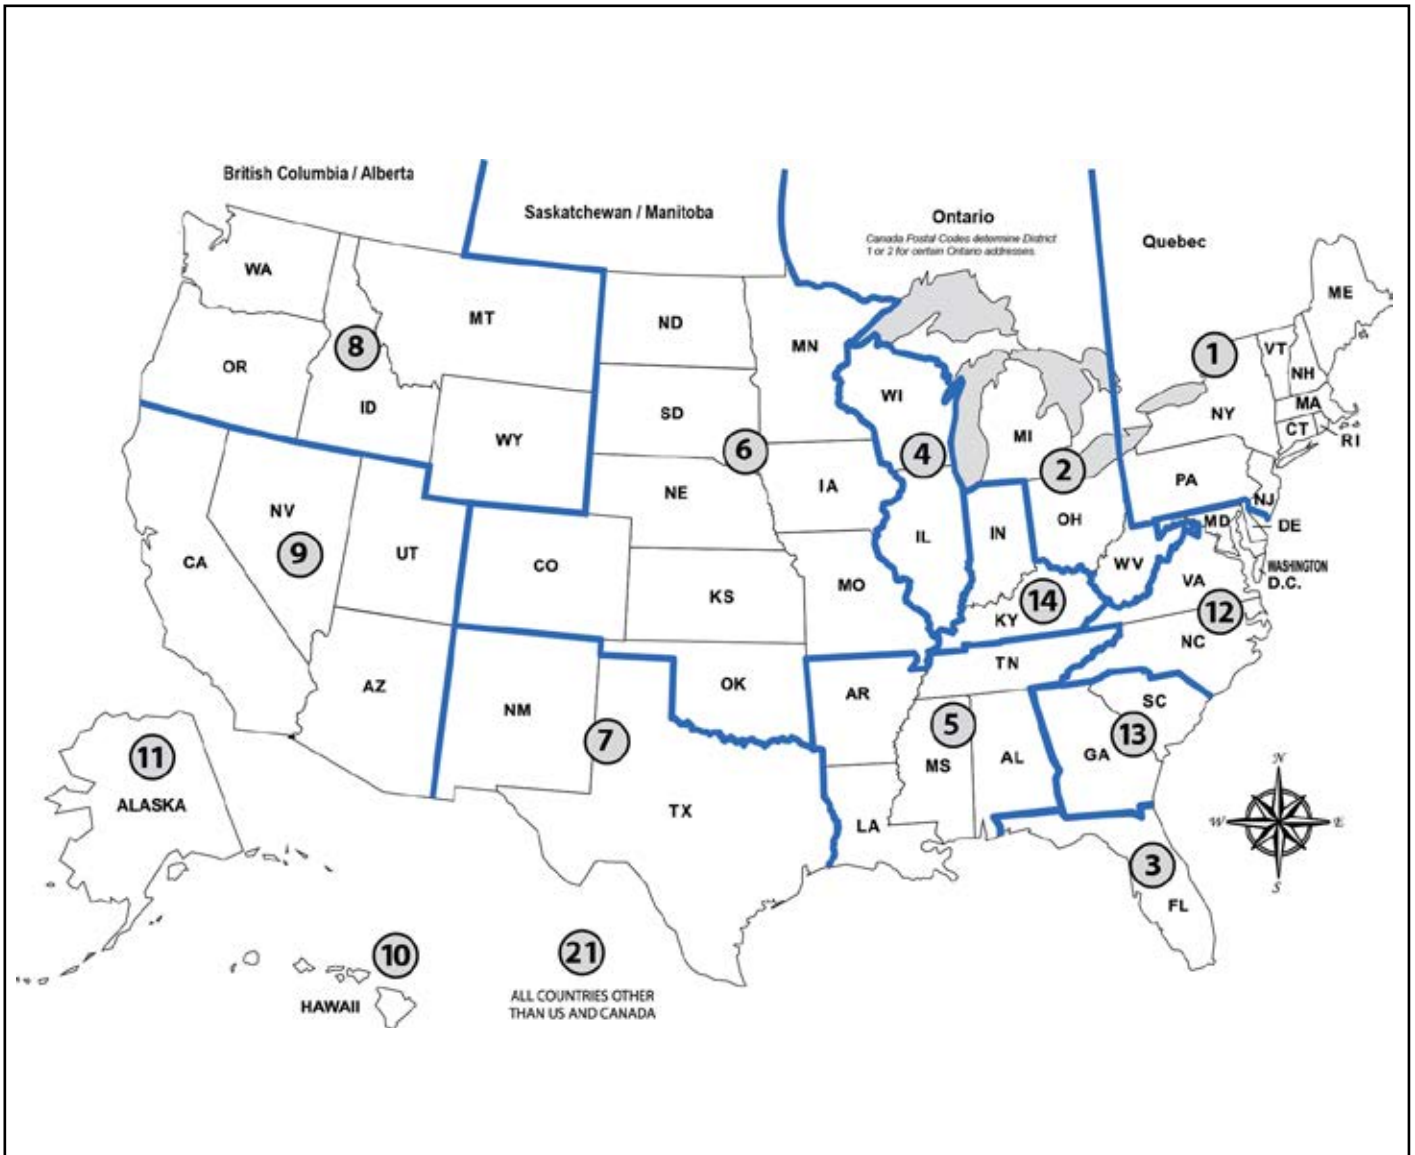 British Columbia / Alberta
Saskatchewan / Manitoba
Ontario
Canada Postal Codes determine District
1 or 2 for certain Ontario addresses.
Quebec
WA
MT
ND
MN
ME
OR
8
ID
WY
SD
WI
MI
1
VT
NH
NY
MA
CT
RI
6
4
2
NE
IA
PA
NJ
NV
9
UT
CA
CO
KS
MO
IL
IN
OH
MD
DE
WV
WASHINGTON
D.C.
VA
14
KY
12
NC
TN
AZ
NM
OK
AR
SC
7
5
13
MS
AL
GA
TX
LA
11
ALASKA
3
FL
N
W
E
S
10
HAWAII
21
ALL COUNTRIES OTHER
THAN US AND CANADA